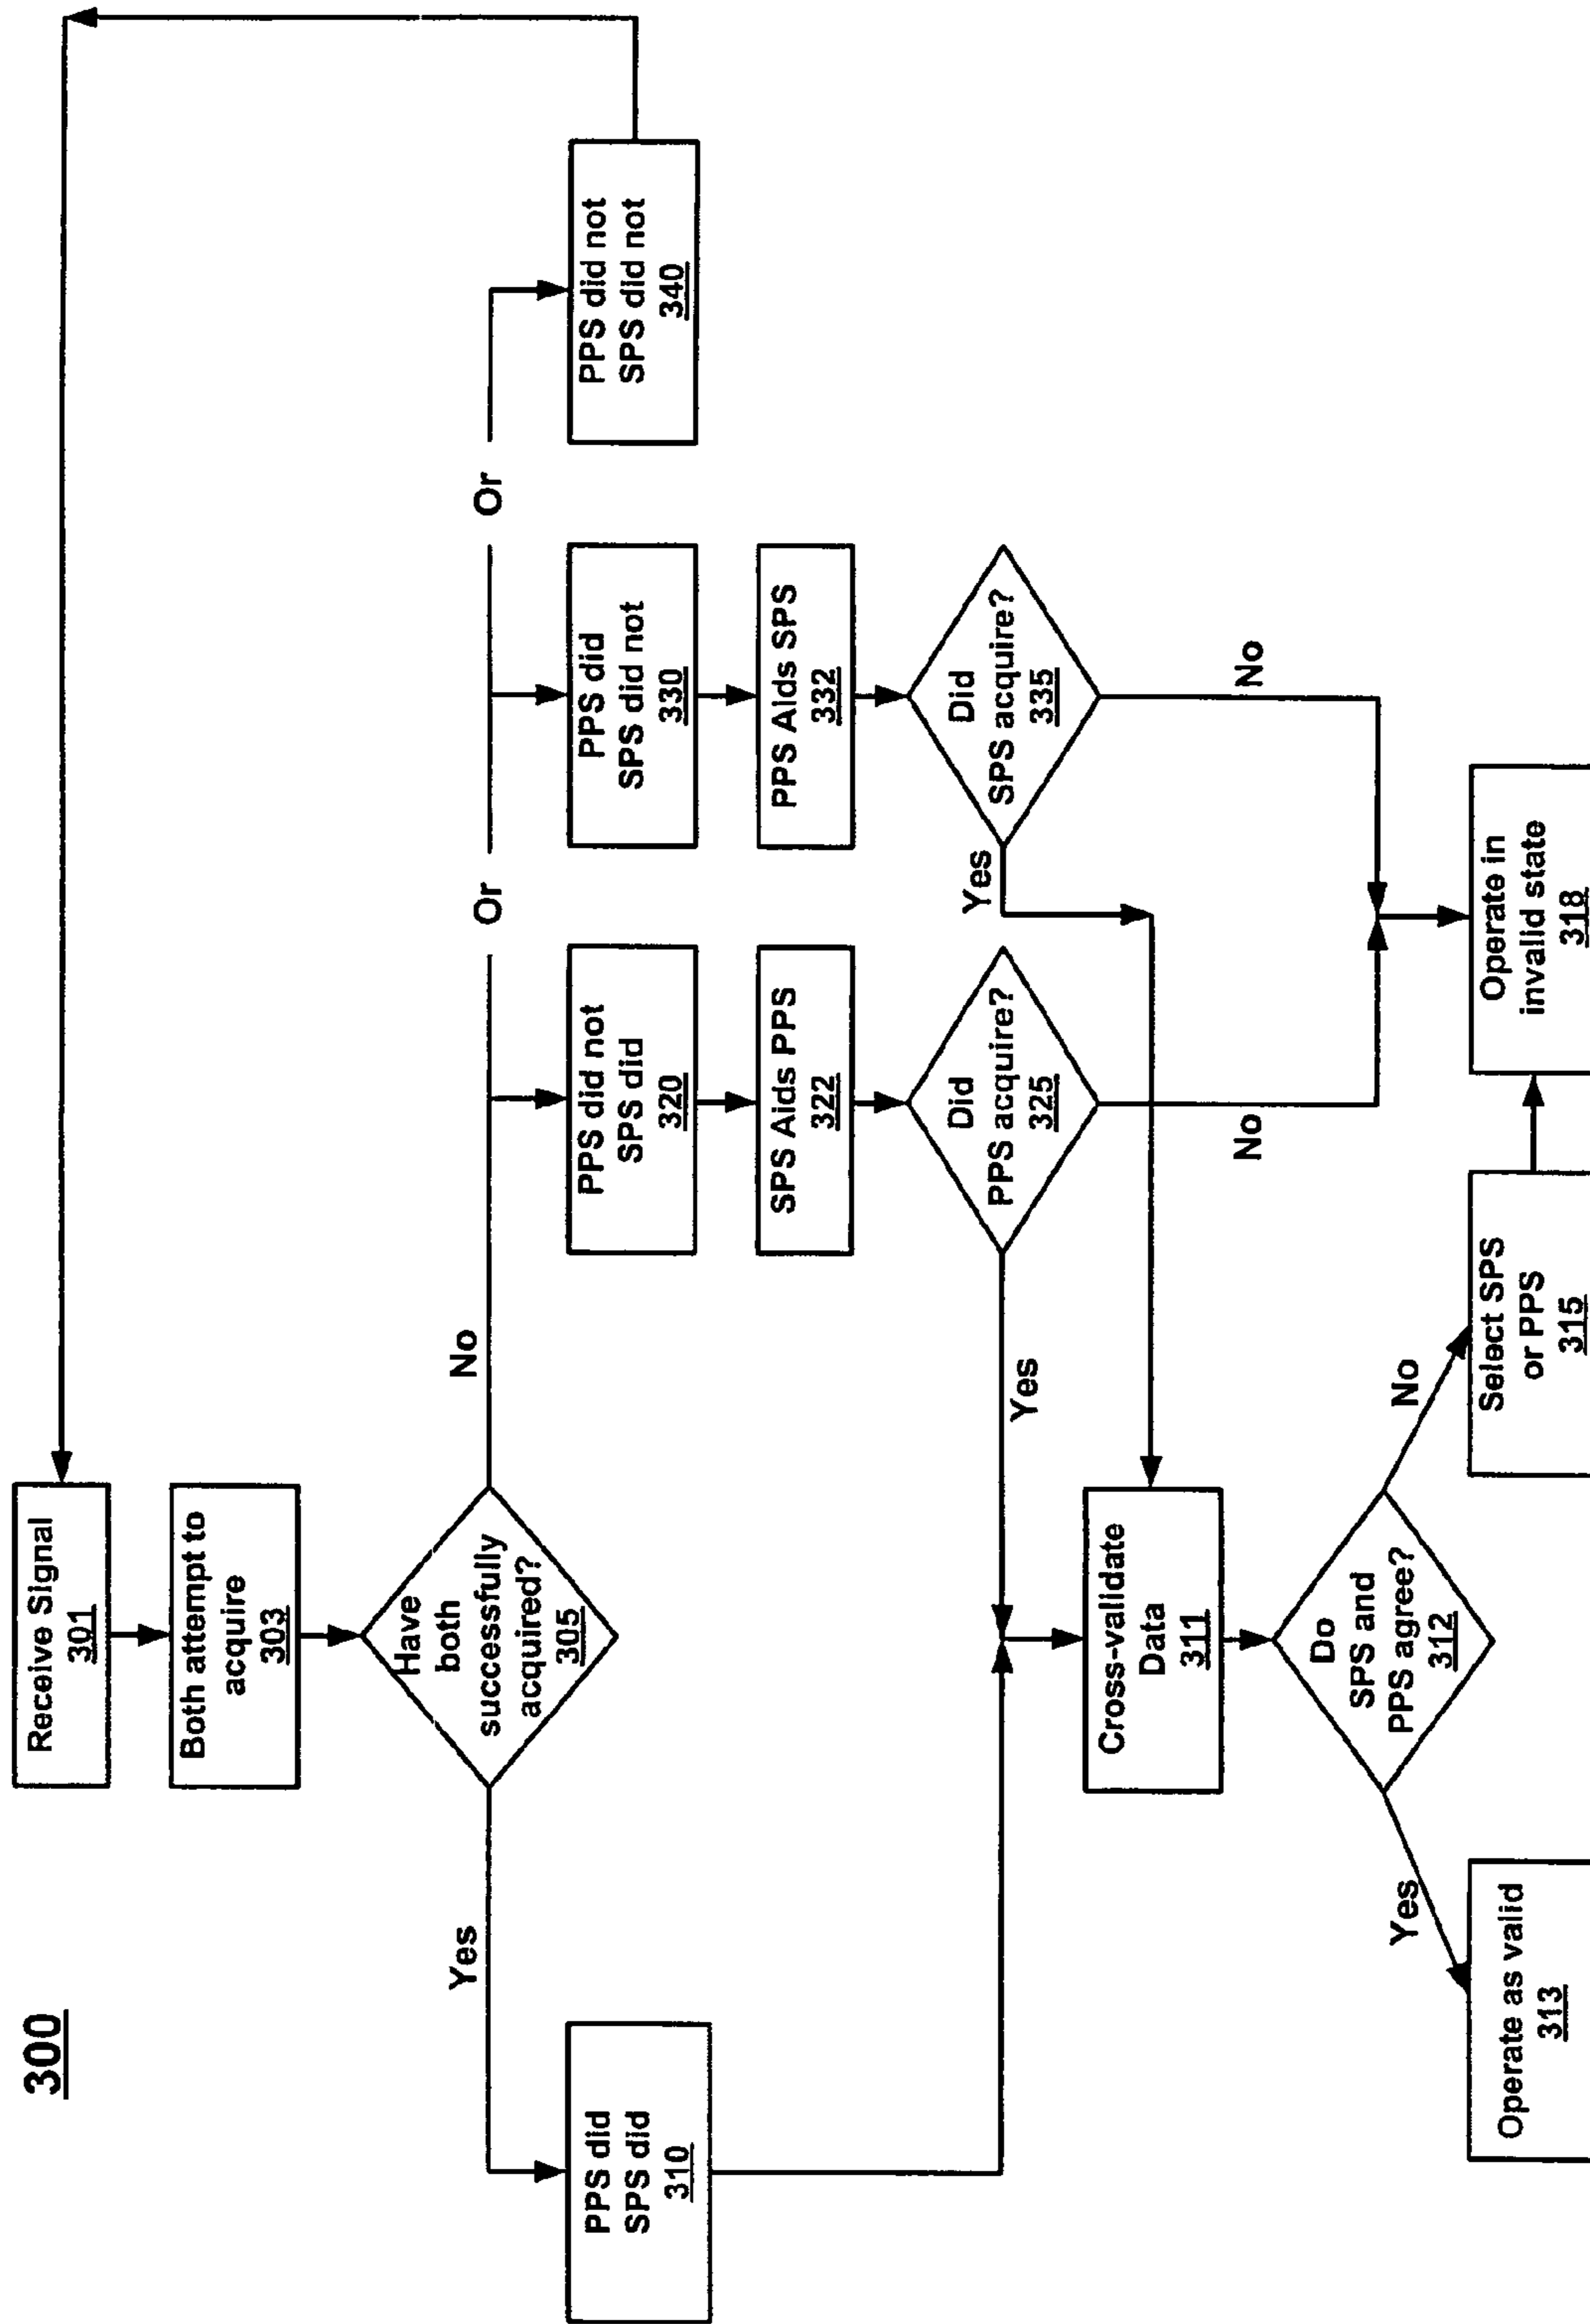 300
Receive Signal
301
Both attempt to
acquire
303
Have
both
successfully
acquired?
305
Yes
No
Or
Or
PPS did
SPS did
310
PPS did not
SPS did
320
PPS did
SPS did not
330
PPS did not
SPS did not
340
SPS Aids PPS
322
PPS Aids SPS
332
Did
PPS acquire?
325
Did
SPS acquire?
335
Yes
Yes
No
No
Cross-validate
Data
311
Do
SPS and
PPS agree?
312
Yes
No
Operate as valid
313
Select SPS
or PPS
315
Operate in
invalid state
318